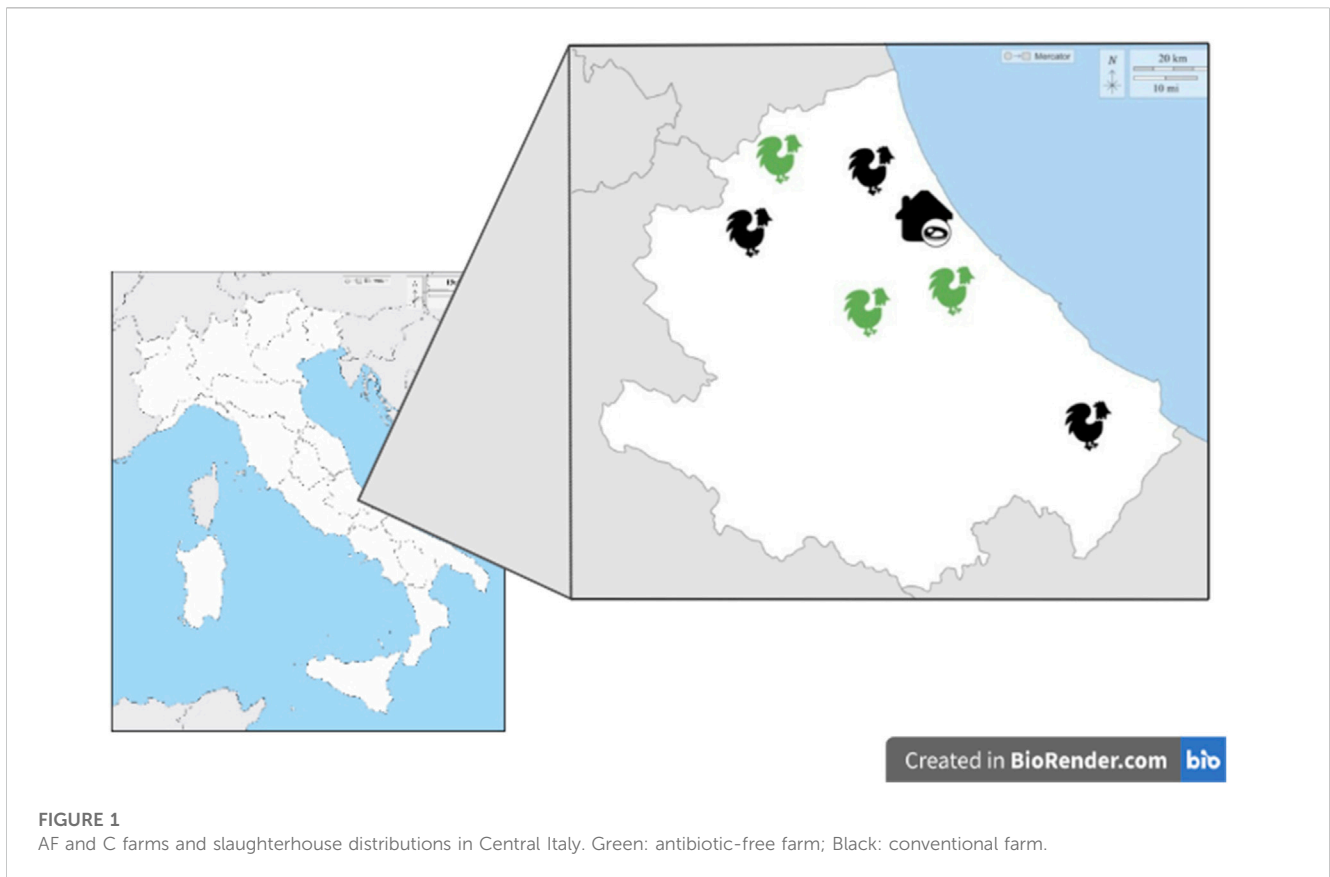 Mercator
N
20 km
10 mi
Created in BioRender.com bio
FIGURE 1
AF and C farms and slaughterhouse distributions in Central Italy. Green: antibiotic-free farm; Black: conventional farm.